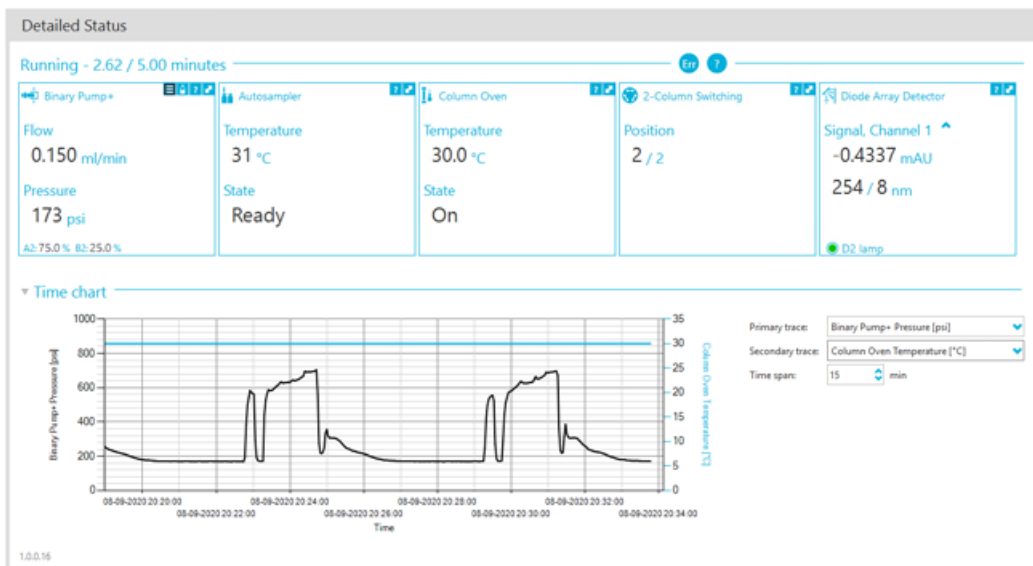 Detailed Status
Running - 2.62 / 5.00 minutes
Err ?
Binary Pump+
Flow
0.150 ml/min
Pressure
173 psi
A2: 75.0 % B2: 25.0 %
Autosampler
Temperature
31 °C
State
Ready
Column Oven
Temperature
30.0 °C
State
On
2-Column Switching
Position
2 / 2
Diode Array Detector
Signal, Channel 1
-0.4337 mAU
254 / 8 nm
D2 lamp
Time chart
Binary Pump+ Pressure [psi]
1000
800
600
400
200
0
35
30
25
20
15
10
5
0
Column Oven Temperature [°C]
08-09-2020 20:20:00
08-09-2020 20:24:00
08-09-2020 20:28:00
08-09-2020 20:32:00
08-09-2020 20:22:00
08-09-2020 20:26:00
08-09-2020 20:30:00
08-09-2020 20:34:00
Time
Primary trace: Binary Pump+ Pressure [psi]
Secondary trace: Column Oven Temperature [°C]
Time span: 15 min
1.0.0.16